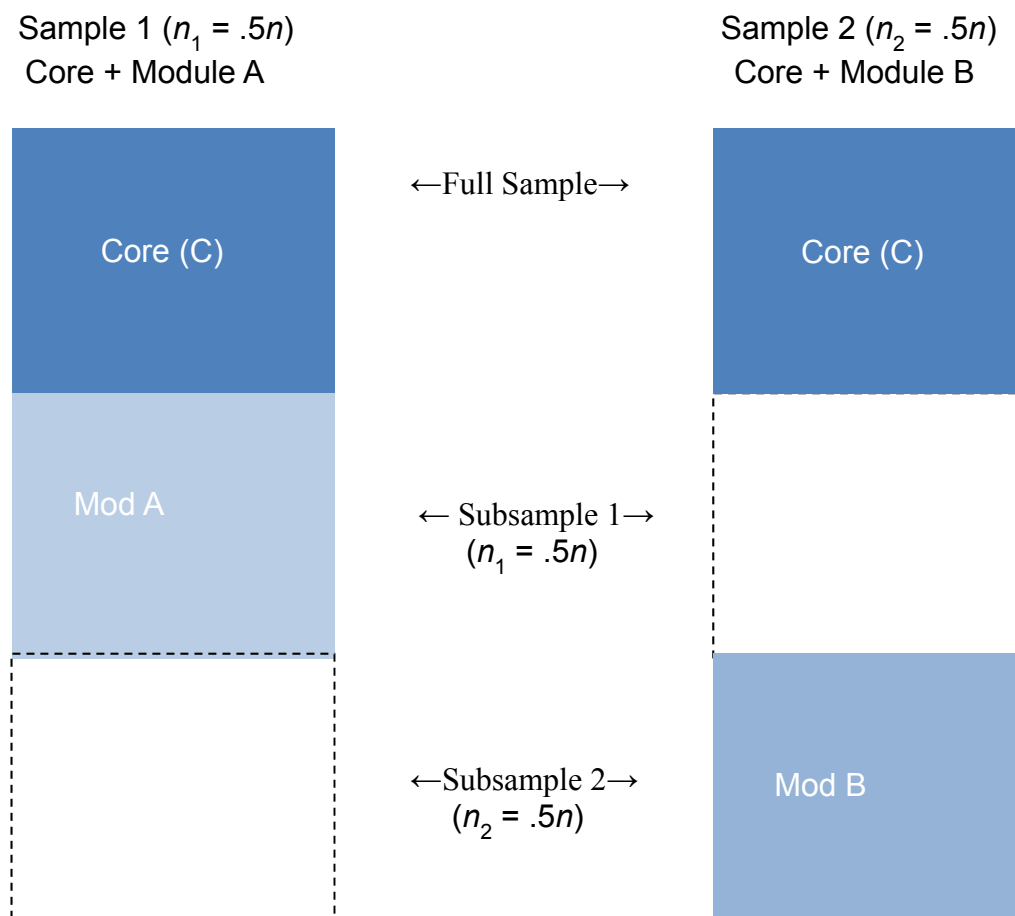 Sample 1 (n1 = .5n)
Core + Module A
Sample 2 (n2 = .5n)
Core + Module B
←Full Sample→
Core (C)
Core (C)
Mod A
← Subsample 1→
(n1 = .5n)
←Subsample 2→
(n2 = .5n)
Mod B